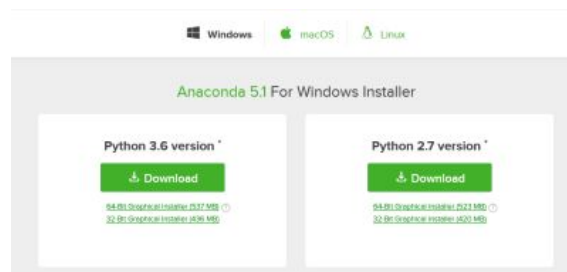 Windows macOS Linux
Anaconda 5.1 For Windows Installer
Python 3.6 version *
Download
64-Bit Graphical Installer (537 MB) ?
32-Bit Graphical Installer (436 MB)
Python 2.7 version *
Download
64-Bit Graphical Installer (523 MB) ?
32-Bit Graphical Installer (420 MB)